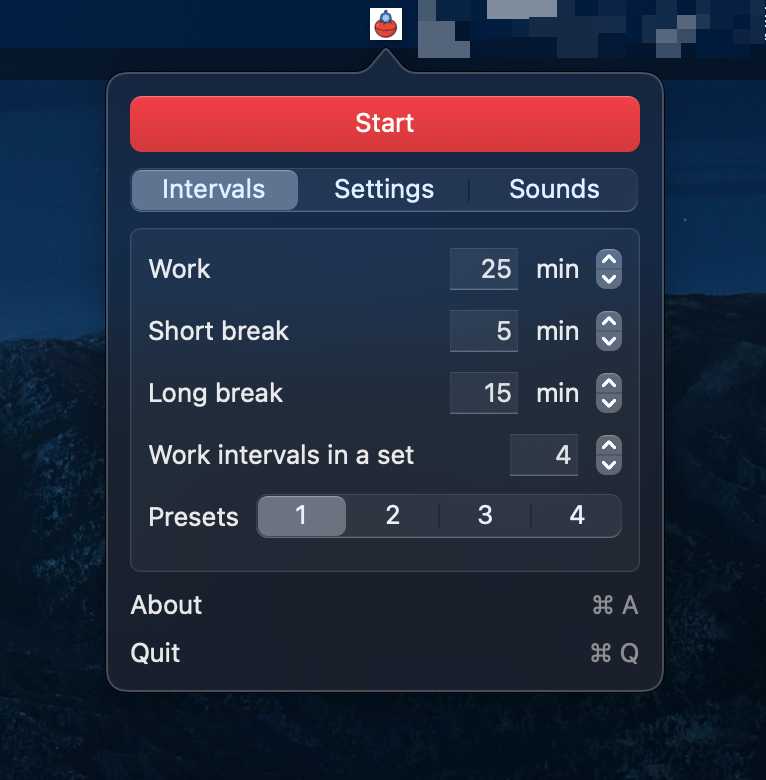 Start
Intervals Settings Sounds
Work 25 min
Short break 5 min
Long break 15 min
Work intervals in a set 4
Presets 1 2 3 4
About ⌘ A
Quit ⌘ Q